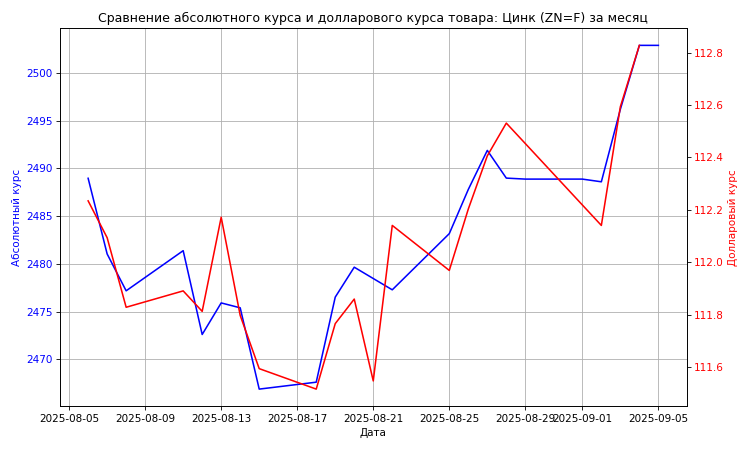 Сравнение абсолютного курса и долларового курса товара: Цинк (ZN=F) за месяц
Абсолютный курс
2500
2495
2490
2485
2480
2475
2470
112.8
112.6
112.4
112.2
112.0
111.8
111.6
Долларовый курс
2025-08-05 2025-08-09 2025-08-13 2025-08-17 2025-08-21 2025-08-25 2025-08-29 2025-09-01 2025-09-05
Дата